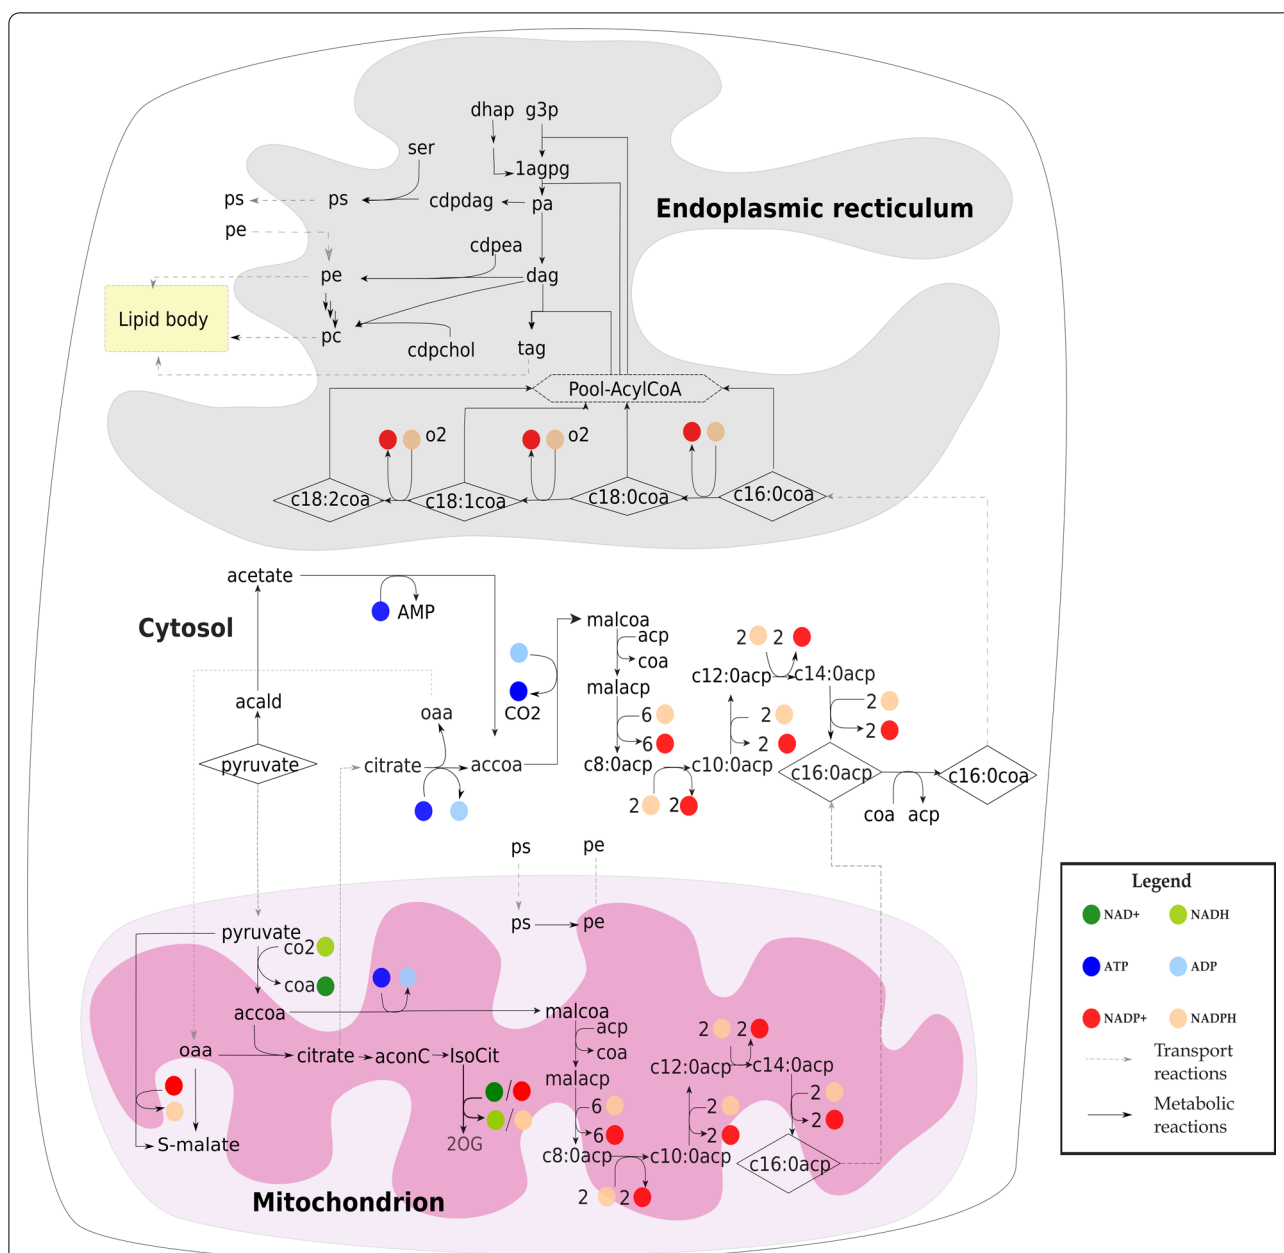 dhap g3p
ser
1agpg
ps ps cdpdag pa
Endoplasmic recticulum
pe
cdpea
pe dag
Lipid body
pc
cdpchol tag
Pool-AcylCoA
o2 o2
c18:2coa c18:1coa c18:0coa c16:0coa
acetate
AMP
Cytosol
malcoa
acp
coa
malacp
6
6
c8:0acp
2 2
c10:0acp
2
2
c12:0acp
2 2
c14:0acp
2
2
c16:0acp
coa acp
c16:0coa
acald
pyruvate
oaa
CO2
citrate accoa
ps pe
ps pe
pyruvate
co2
coa
accoa
malcoa
acp
coa
oaa
citrate aconC IsoCit
/
/
2OG
S-malate
malacp
6
6
c8:0acp
2 2
c10:0acp
2
2
c12:0acp
2 2
c14:0acp
2
2
c16:0acp
Mitochondrion
Legend
NAD+ NADH
ATP ADP
NADP+ NADPH
Transport
reactions
Metabolic
reactions